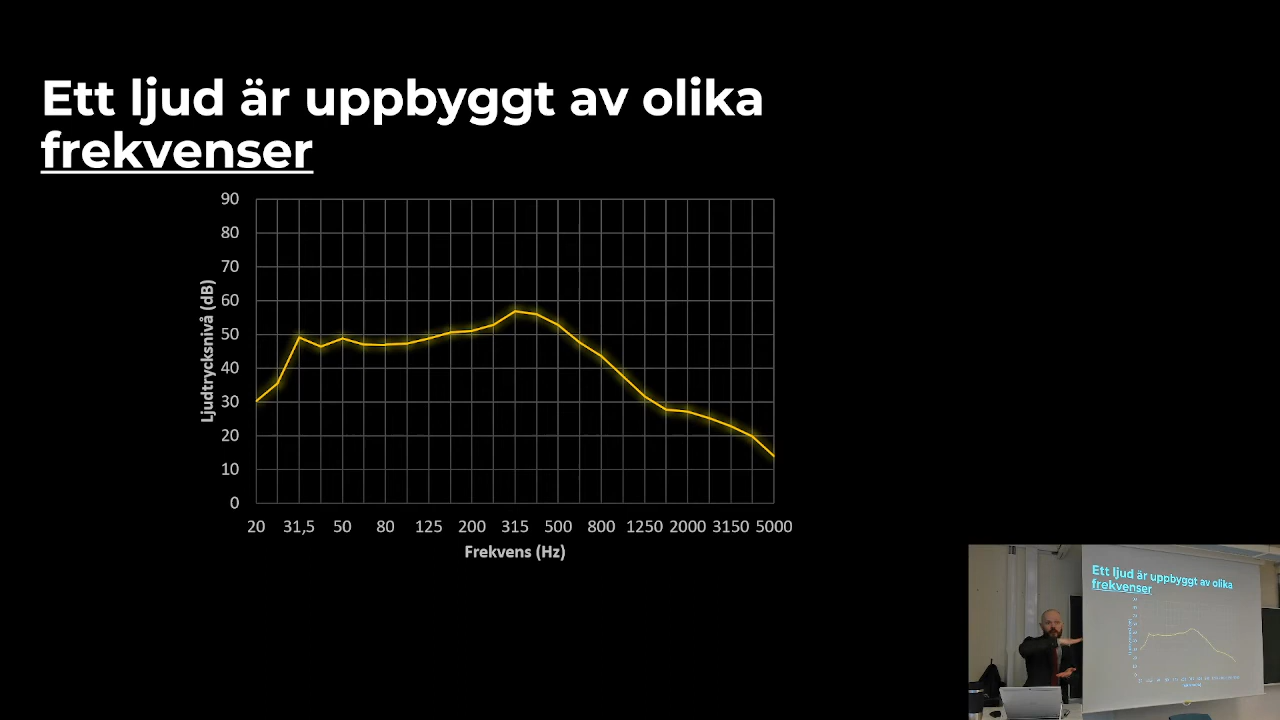 Ett ljud är uppbyggt av olika
frekvenser
90
80
70
60
50
40
30
20
10
0
Ljudtrycksnivå (dB)
20 31,5 50 80 125 200 315 500 800 1250 2000 3150 5000
Frekvens (Hz)
Ett ljud är uppbyggt av olika
frekvenser